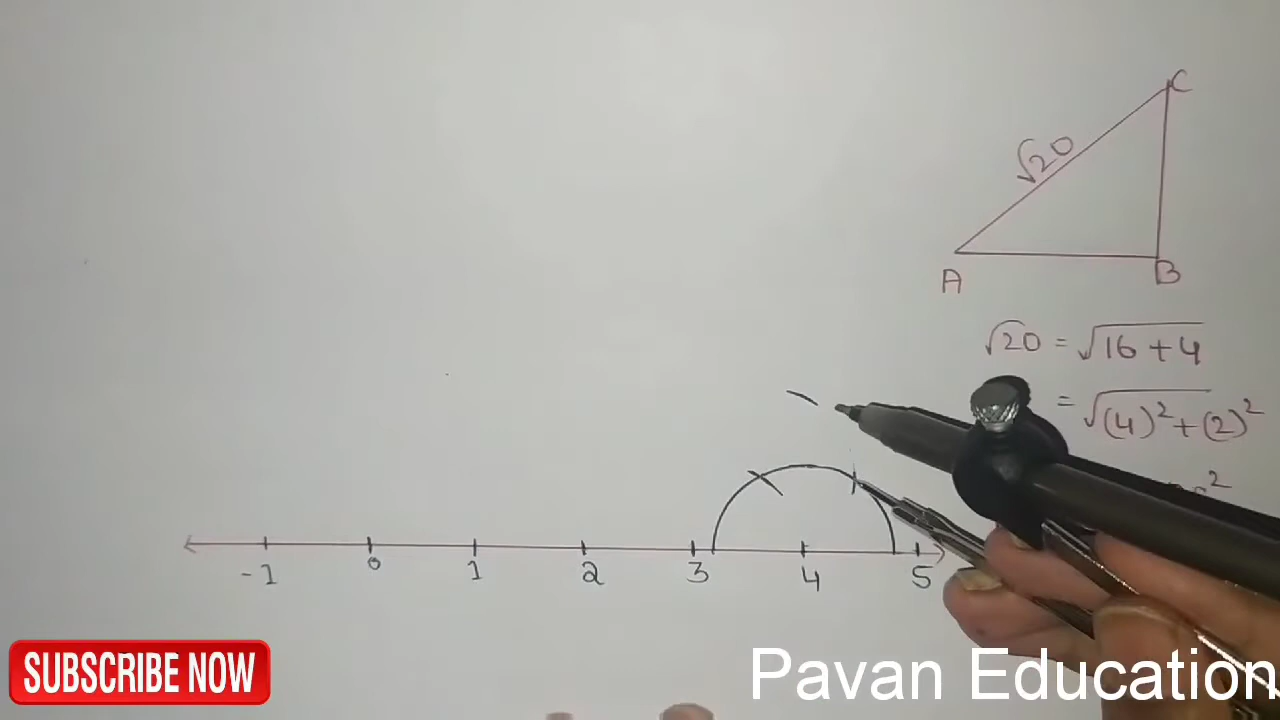 C
√20
A
B
√20 = √16 + 4
= √(4)² + (2)²
-1 0 1 2 3 4 5
SUBSCRIBE NOW
Pavan Education